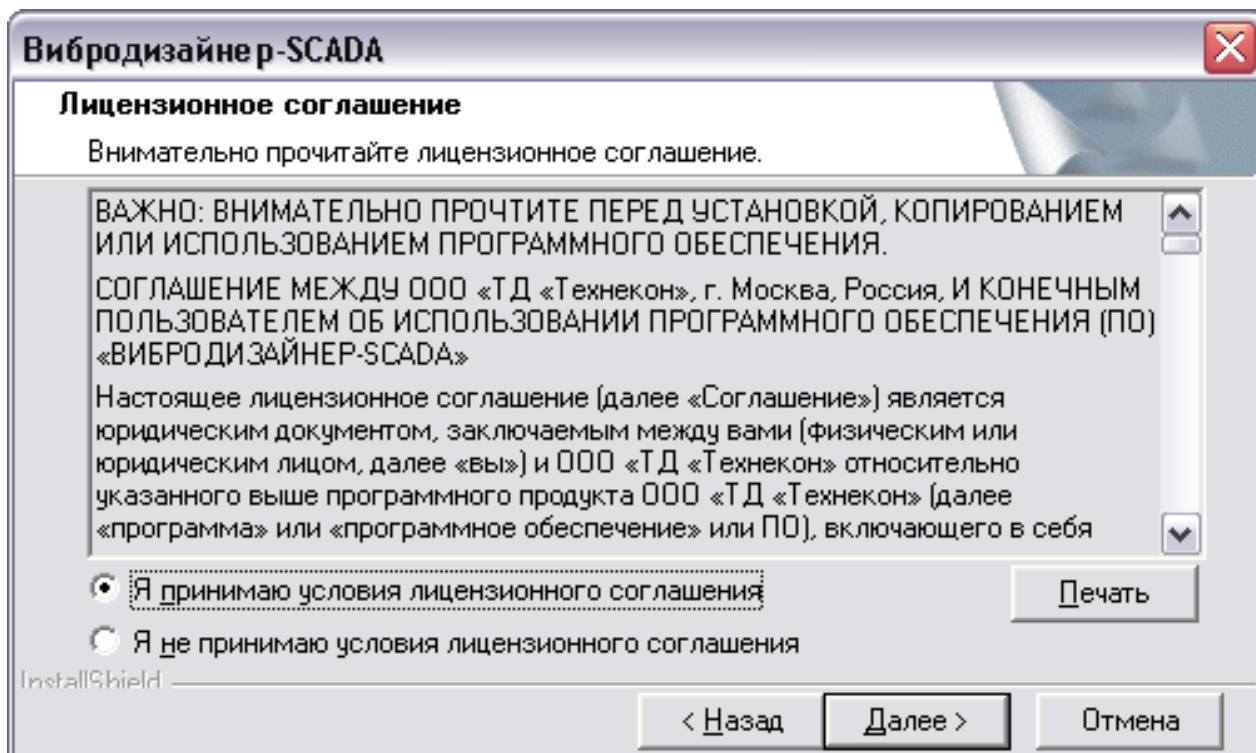 Вибродизайнер-SCADA
Лицензионное соглашение
Внимательно прочитайте лицензионное соглашение.
ВАЖНО: ВНИМАТЕЛЬНО ПРОЧТИТЕ ПЕРЕД УСТАНОВКОЙ, КОПИРОВАНИЕМ
ИЛИ ИСПОЛЬЗОВАНИЕМ ПРОГРАММНОГО ОБЕСПЕЧЕНИЯ.
СОГЛАШЕНИЕ МЕЖДУ ООО «ТД «Технекон», г. Москва, Россия, И КОНЕЧНЫМ
ПОЛЬЗОВАТЕЛЕМ ОБ ИСПОЛЬЗОВАНИИ ПРОГРАММНОГО ОБЕСПЕЧЕНИЯ (ПО)
«ВИБРОДИЗАЙНЕР-SCADA»
Настоящее лицензионное соглашение (далее «Соглашение») является
юридическим документом, заключаемым между вами (физическим или
юридическим лицом, далее «вы») и ООО «ТД «Технекон» относительно
указанного выше программного продукта ООО «ТД «Технекон» (далее
«программа» или «программное обеспечение» или ПО), включающего в себя
Я принимаю условия лицензионного соглашения
Печать
Я не принимаю условия лицензионного соглашения
InstallShield
< Назад
Далее >
Отмена